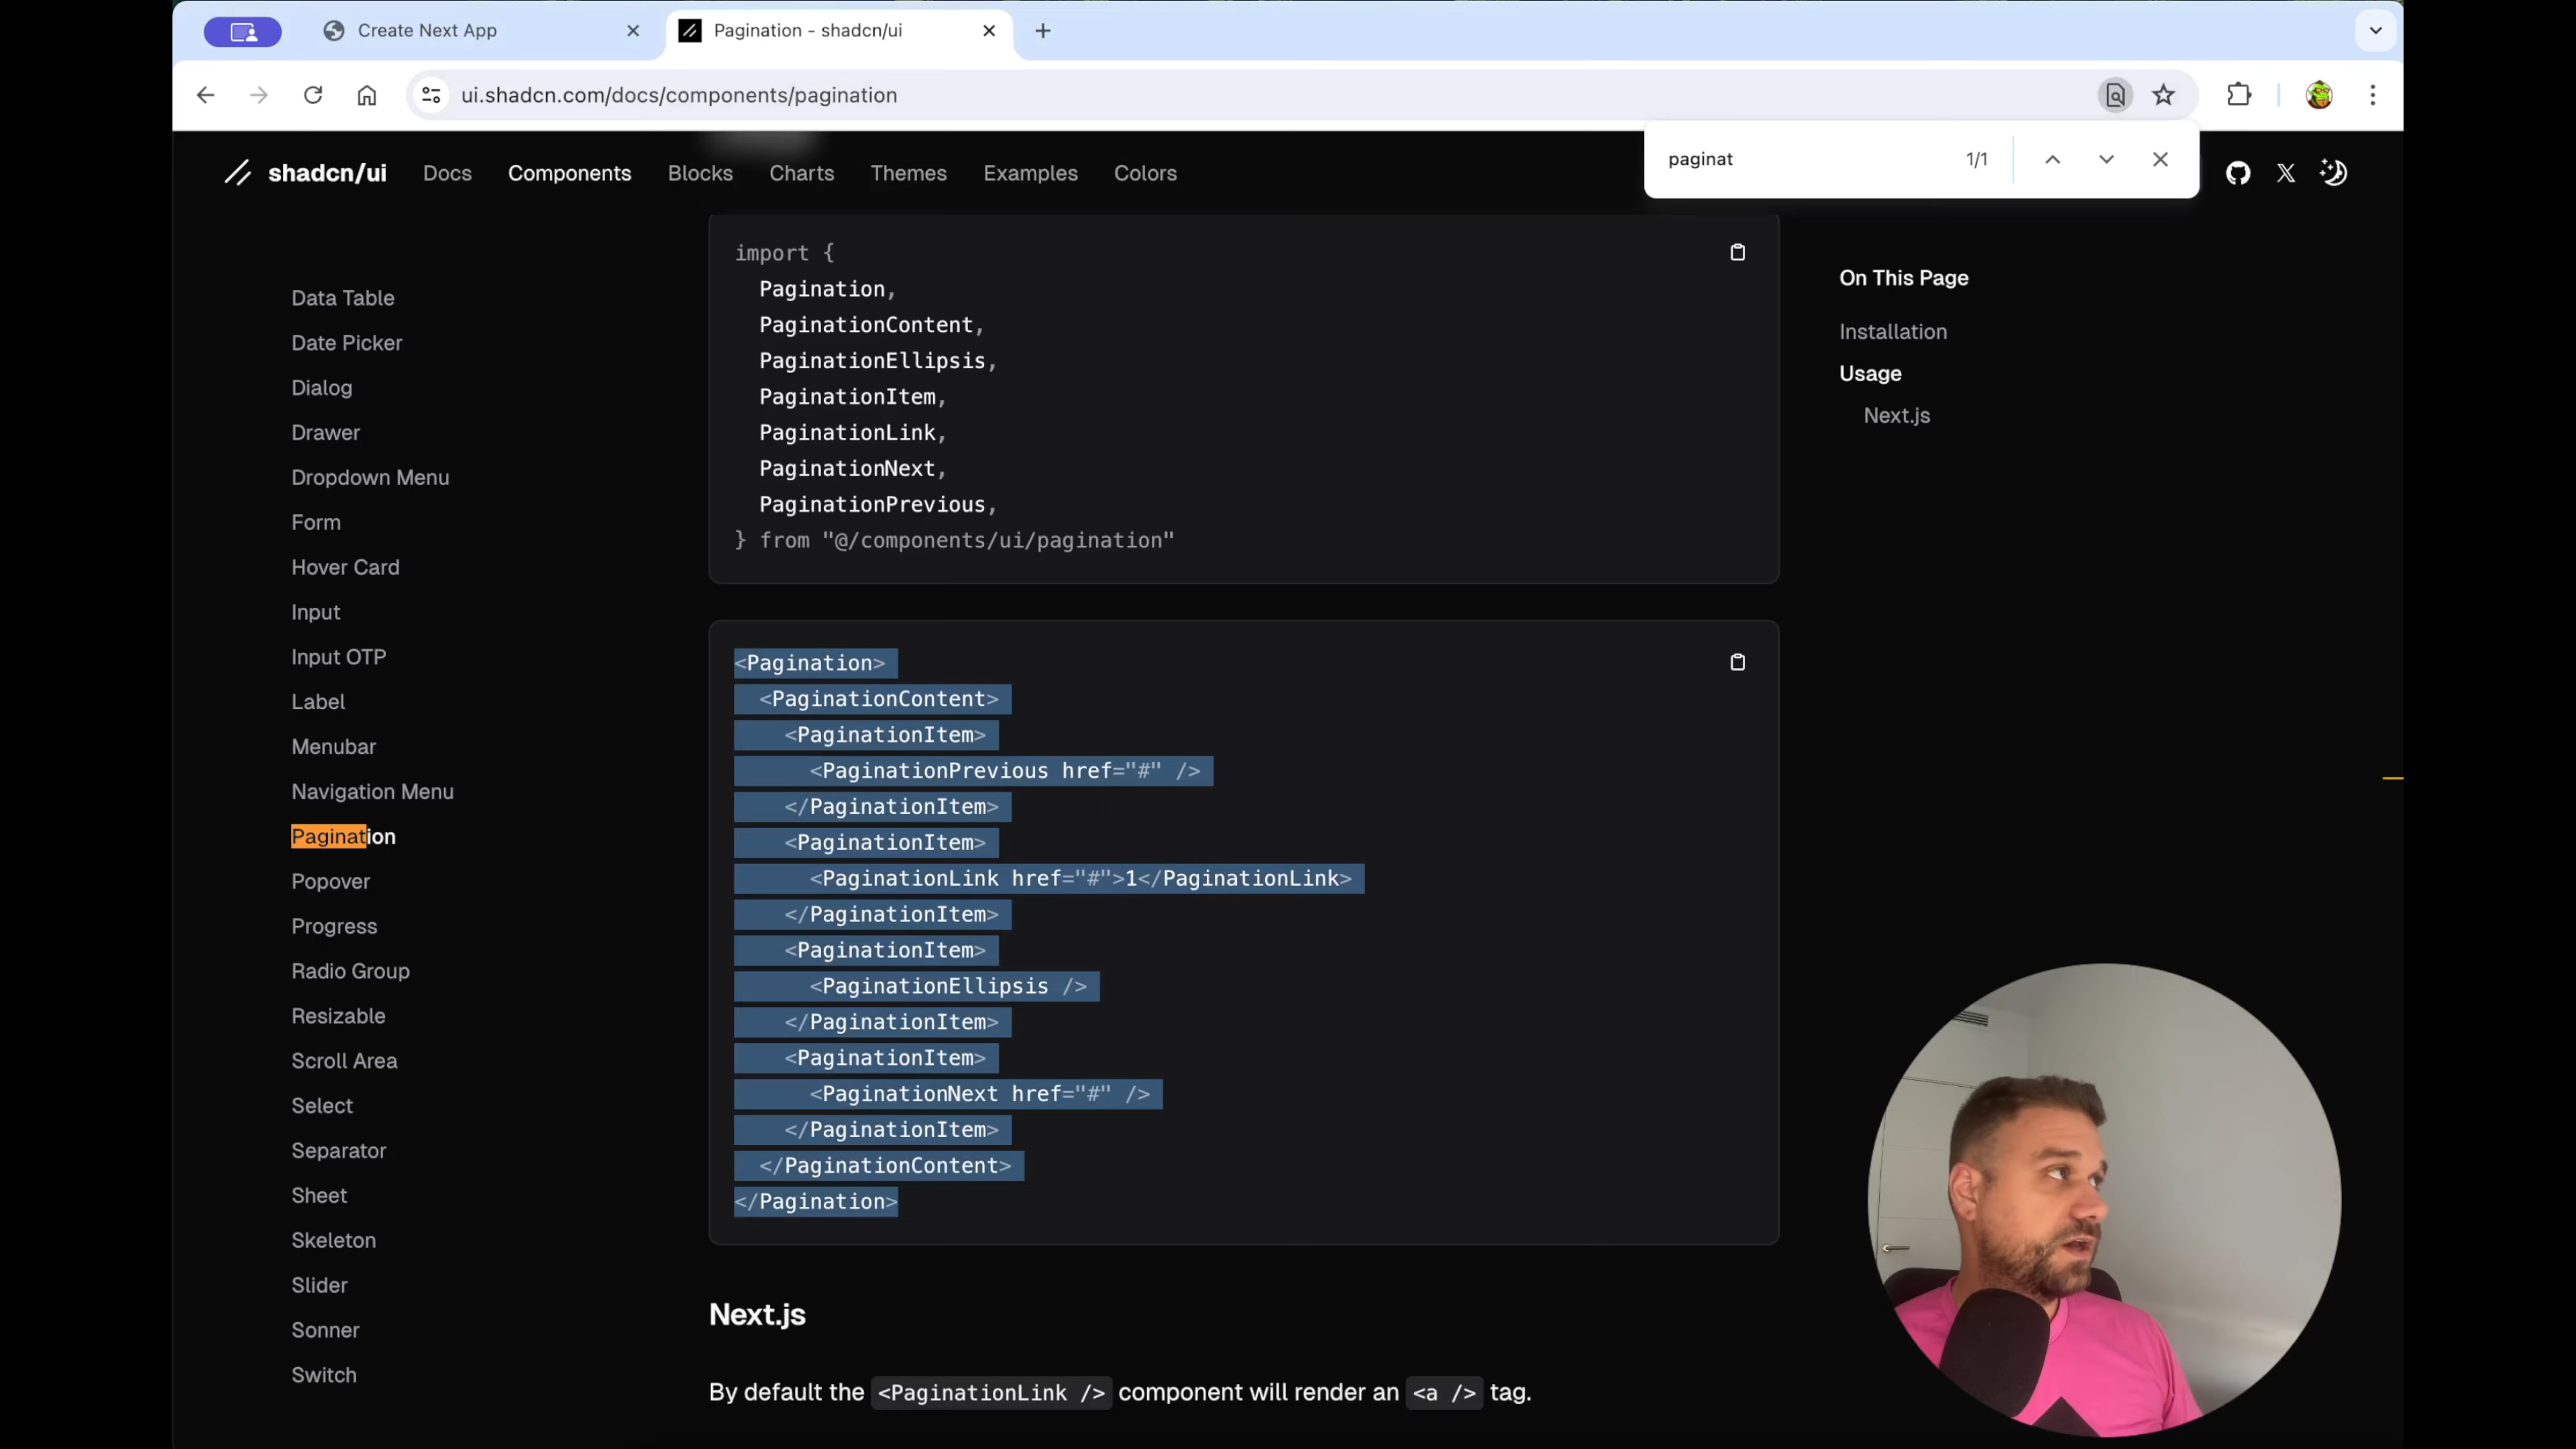 Create Next App
Pagination - shadcn/ui
ui.shadcn.com/docs/components/pagination
paginat
1/1
shadcn/ui
Docs
Components
Blocks
Charts
Themes
Examples
Colors
Data Table
Date Picker
Dialog
Drawer
Dropdown Menu
Form
Hover Card
Input
Input OTP
Label
Menubar
Navigation Menu
Pagination
Popover
Progress
Radio Group
Resizable
Scroll Area
Select
Separator
Sheet
Skeleton
Slider
Sonner
Switch
import {
  Pagination,
  PaginationContent,
  PaginationEllipsis,
  PaginationItem,
  PaginationLink,
  PaginationNext,
  PaginationPrevious,
} from "@/components/ui/pagination"
<Pagination>
  <PaginationContent>
    <PaginationItem>
      <PaginationPrevious href="#" />
    </PaginationItem>
    <PaginationItem>
      <PaginationLink href="#">1</PaginationLink>
    </PaginationItem>
    <PaginationItem>
      <PaginationEllipsis />
    </PaginationItem>
    <PaginationItem>
      <PaginationNext href="#" />
    </PaginationItem>
  </PaginationContent>
</Pagination>
Next.js
By default the <PaginationLink /> component will render an <a /> tag.
On This Page
Installation
Usage
Next.js